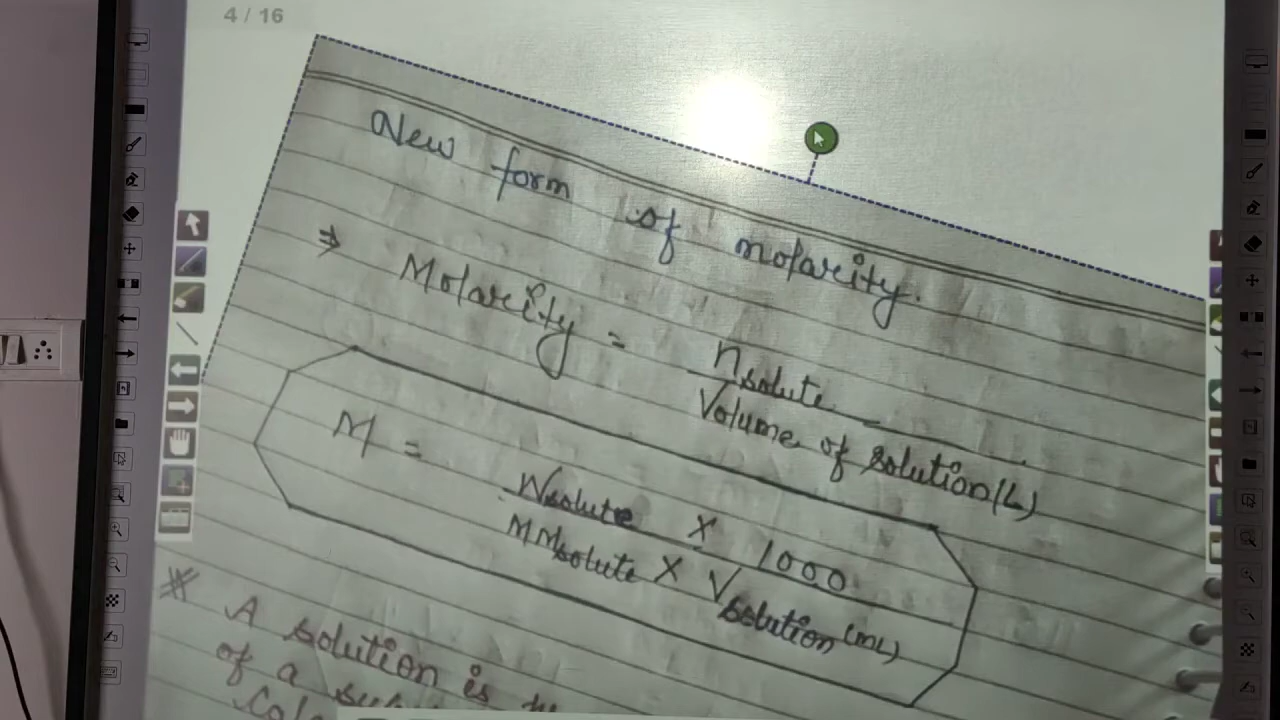 4 / 16
New form of molarity.
⇒ Molarity = n solute
Volume of solution (L)
M = W solute X 1000
MM solute X V solution (mL)
※ A solution is
of a